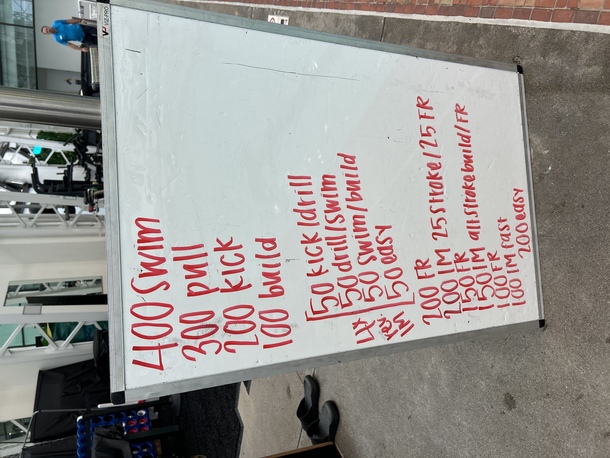 400 Swim
300 pull
200 kick
100 build
50 kick/drill
50 drill/swim
4x 50 swim/build
50 easy
IM
200 FR
200 IM 25 stroke/25 FR
150 FR
150 IM all.stroke build/FR
100 FR
100 IM fast
200 easy